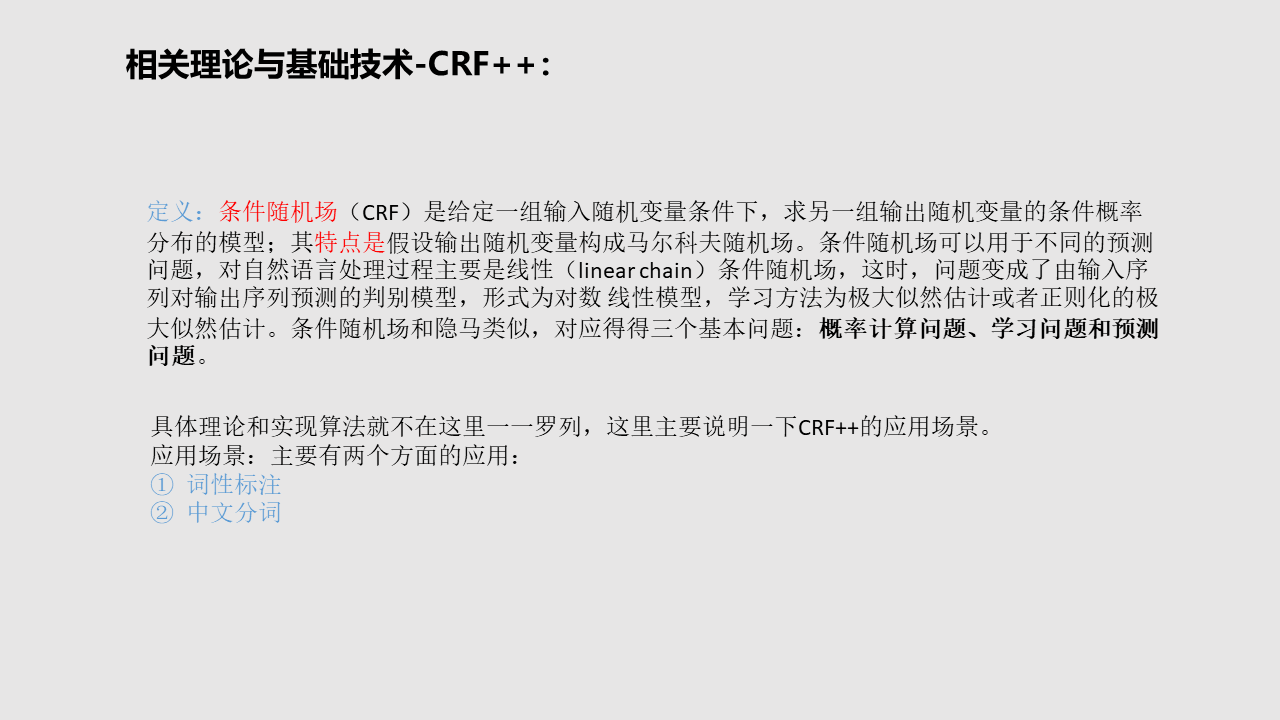 相关理论与基础技术-CRF++：
定义：条件随机场（CRF）是给定一组输入随机变量条件下，求另一组输出随机变量的条件概率
分布的模型；其特点是假设输出随机变量构成马尔科夫随机场。条件随机场可以用于不同的预测
问题，对自然语言处理过程主要是线性（linear chain）条件随机场，这时，问题变成了由输入序
列对输出序列预测的判别模型，形式为对数 线性模型，学习方法为极大似然估计或者正则化的极
大似然估计。条件随机场和隐马类似，对应得得三个基本问题：概率计算问题、学习问题和预测
问题。
具体理论和实现算法就不在这里一一罗列，这里主要说明一下CRF++的应用场景。
应用场景：主要有两个方面的应用：
① 词性标注
② 中文分词